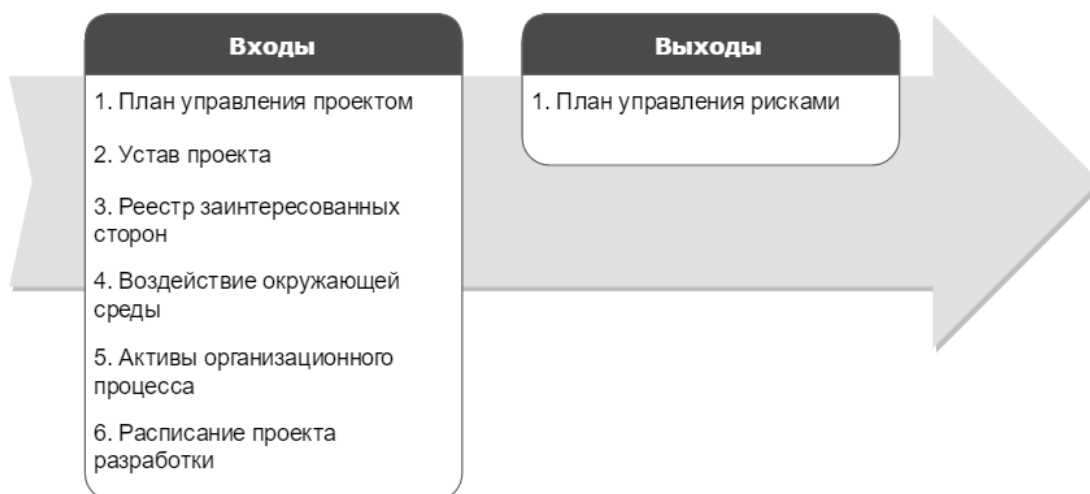 Входы
1. План управления проектом
2. Устав проекта
3. Реестр заинтересованных
сторон
4. Воздействие окружающей
среды
5. Активы организационного
процесса
6. Расписание проекта
разработки
Выходы
1. План управления рисками